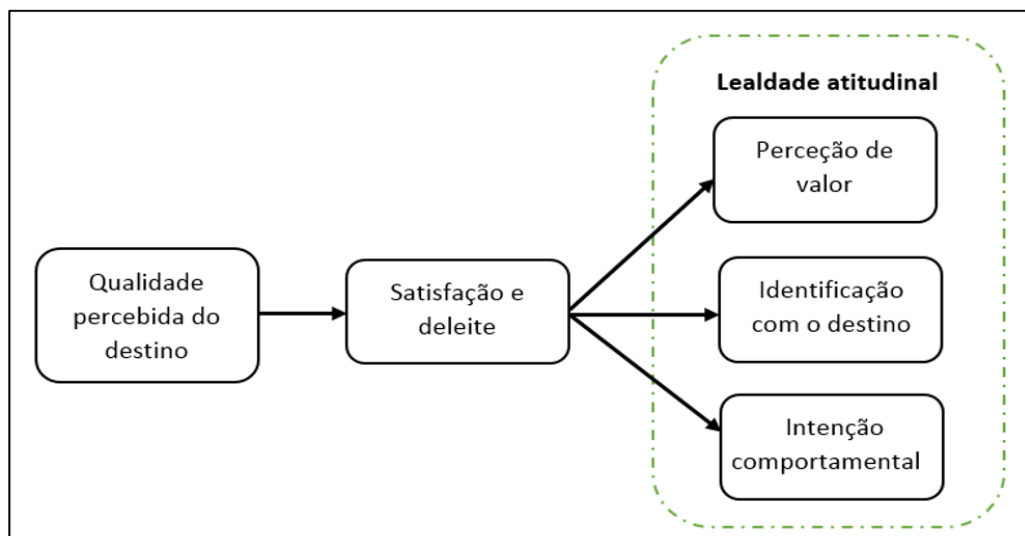 Lealdade atitudinal
Perceção de
valor
Qualidade
percebida do
destino
Satisfação e
deleite
Identificação
com o destino
Intenção
comportamental